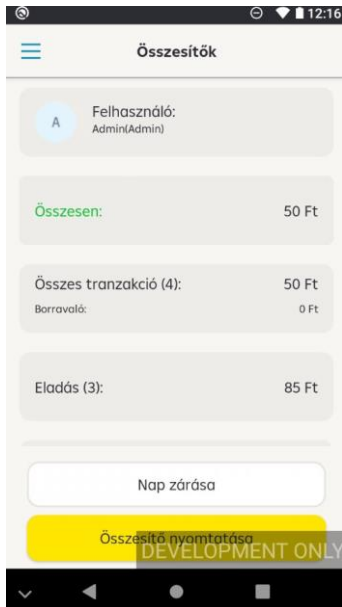 12:16
Összesítők
A
Felhasználó:
Admin(Admin)
Összesen: 50 Ft
Összes tranzakció (4): 50 Ft
Borravaló: 0 Ft
Eladás (3): 85 Ft
Nap zárása
Összesítő nyomtatása
DEVELOPMENT ONLY